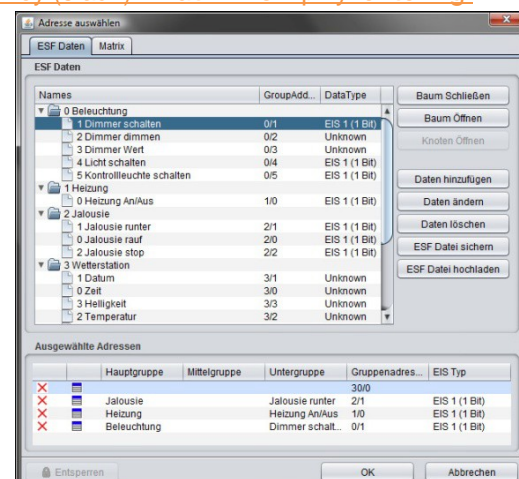 Adresse auswählen
ESF Daten Matrix
ESF Daten
Names GroupAdd... DataType
0 Beleuchtung
1 Dimmer schalten 0/1 EIS 1 (1 Bit)
2 Dimmer dimmen 0/2 Unknown
3 Dimmer Wert 0/3 Unknown
4 Licht schalten 0/4 EIS 1 (1 Bit)
5 Kontrollleuchte schalten 0/5 EIS 1 (1 Bit)
1 Heizung
0 Heizung An/Aus 1/0 EIS 1 (1 Bit)
2 Jalousie
1 Jalousie runter 2/1 EIS 1 (1 Bit)
0 Jalousie rauf 2/0 EIS 1 (1 Bit)
2 Jalousie stop 2/2 EIS 1 (1 Bit)
3 Wetterstation
1 Datum 3/1 Unknown
0 Zeit 3/0 Unknown
3 Helligkeit 3/3 Unknown
2 Temperatur 3/2 Unknown
Baum Schließen
Baum Öffnen
Knoten Öffnen
Daten hinzufügen
Daten ändern
Daten löschen
ESF Datei sichern
ESF Datei hochladen
Ausgewählte Adressen
Hauptgruppe Mittelgruppe Untergruppe Gruppenadres... EIS Typ
30/0
Jalousie Jalousie runter 2/1 EIS 1 (1 Bit)
Heizung Heizung An/Aus 1/0 EIS 1 (1 Bit)
Beleuchtung Dimmer schalt... 0/1 EIS 1 (1 Bit)
Entsperren OK Abbrechen